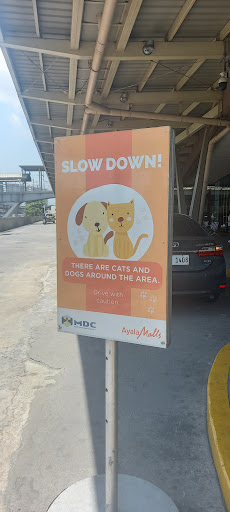 SLOW DOWN!
THERE ARE CATS AND
DOGS AROUND THE AREA.
Drive with
caution
MDC
AyalaMalls